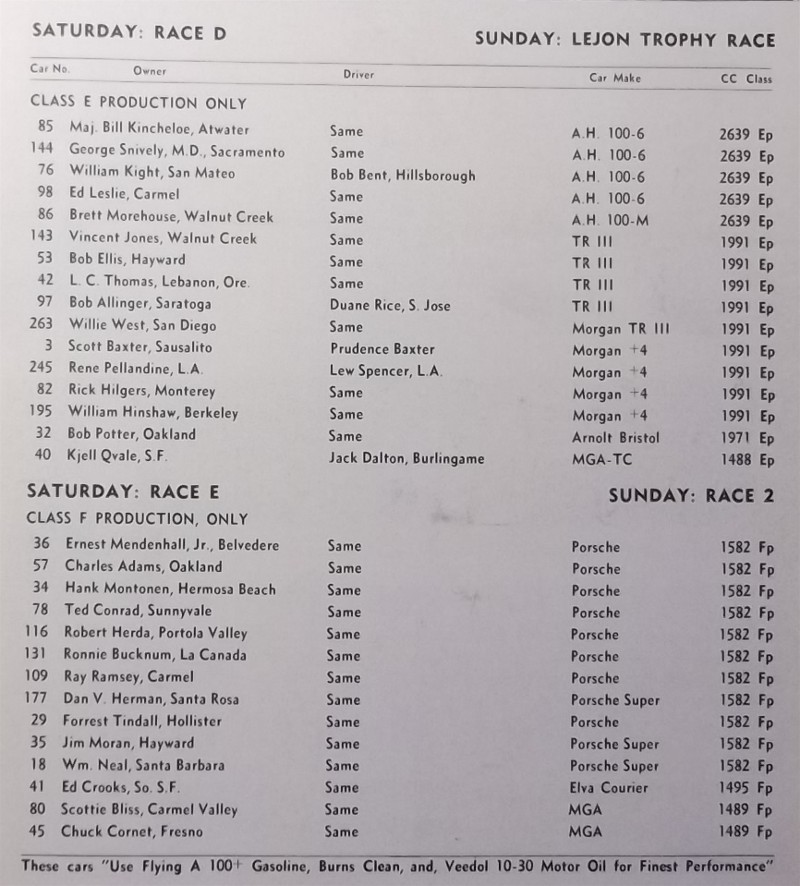 SATURDAY: RACE D SUNDAY: LEJON TROPHY RACE
Car No. Owner Driver Car Make CC Class
CLASS E PRODUCTION ONLY
85 Maj. Bill Kincheloe, Atwater Same A.H. 100-6 2639 Ep
144 George Snively, M.D., Sacramento Same A.H. 100-6 2639 Ep
76 William Kight, San Mateo Bob Bent, Hillsborough A.H. 100-6 2639 Ep
98 Ed Leslie, Carmel Same A.H. 100-6 2639 Ep
86 Brett Morehouse, Walnut Creek Same A.H. 100-M 2639 Ep
143 Vincent Jones, Walnut Creek Same TR III 1991 Ep
53 Bob Ellis, Hayward Same TR III 1991 Ep
42 L. C. Thomas, Lebanon, Ore. Same TR III 1991 Ep
97 Bob Allinger, Saratoga Duane Rice, S. Jose TR III 1991 Ep
263 Willie West, San Diego Same Morgan TR III 1991 Ep
3 Scott Baxter, Sausalito Prudence Baxter Morgan +4 1991 Ep
245 Rene Pellandine, L.A. Lew Spencer, L.A. Morgan +4 1991 Ep
82 Rick Hilgers, Monterey Same Morgan +4 1991 Ep
195 William Hinshaw, Berkeley Same Morgan +4 1991 Ep
32 Bob Potter, Oakland Same Arnolt Bristol 1971 Ep
40 Kjell Qvale, S.F. Jack Dalton, Burlingame MGA-TC 1488 Ep
SATURDAY: RACE E SUNDAY: RACE 2
CLASS F PRODUCTION, ONLY
36 Ernest Mendenhall, Jr., Belvedere Same Porsche 1582 Fp
57 Charles Adams, Oakland Same Porsche 1582 Fp
34 Hank Montonen, Hermosa Beach Same Porsche 1582 Fp
78 Ted Conrad, Sunnyvale Same Porsche 1582 Fp
116 Robert Herda, Portola Valley Same Porsche 1582 Fp
131 Ronnie Bucknum, La Canada Same Porsche 1582 Fp
109 Ray Ramsey, Carmel Same Porsche 1582 Fp
177 Dan V. Herman, Santa Rosa Same Porsche Super 1582 Fp
29 Forrest Tindall, Hollister Same Porsche 1582 Fp
35 Jim Moran, Hayward Same Porsche Super 1582 Fp
18 Wm. Neal, Santa Barbara Same Porsche Super 1582 Fp
41 Ed Crooks, So. S.F. Same Elva Courier 1495 Fp
80 Scottie Bliss, Carmel Valley Same MGA 1489 Fp
45 Chuck Cornet, Fresno Same MGA 1489 Fp
These cars "Use Flying A 100+ Gasoline, Burns Clean, and, Veedol 10-30 Motor Oil for Finest Performance"